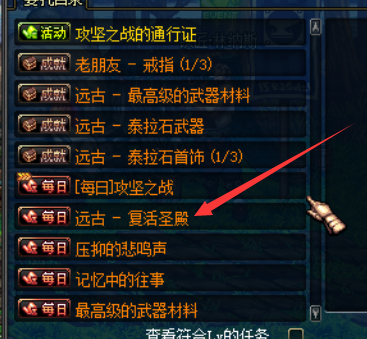 委托目录
活动 攻坚之战的通行证
成就 老朋友 - 戒指 (1/3)
成就 远古 - 最高级的武器材料
成就 远古 - 泰拉石武器
成就 远古 - 泰拉石首饰 (1/3)
每日 [每日]攻坚之战
每日 远古 - 复活圣殿
每日 压抑的悲鸣声
每日 记忆中的往事
每日 最高级的武器材料
查看符合Lv的任务